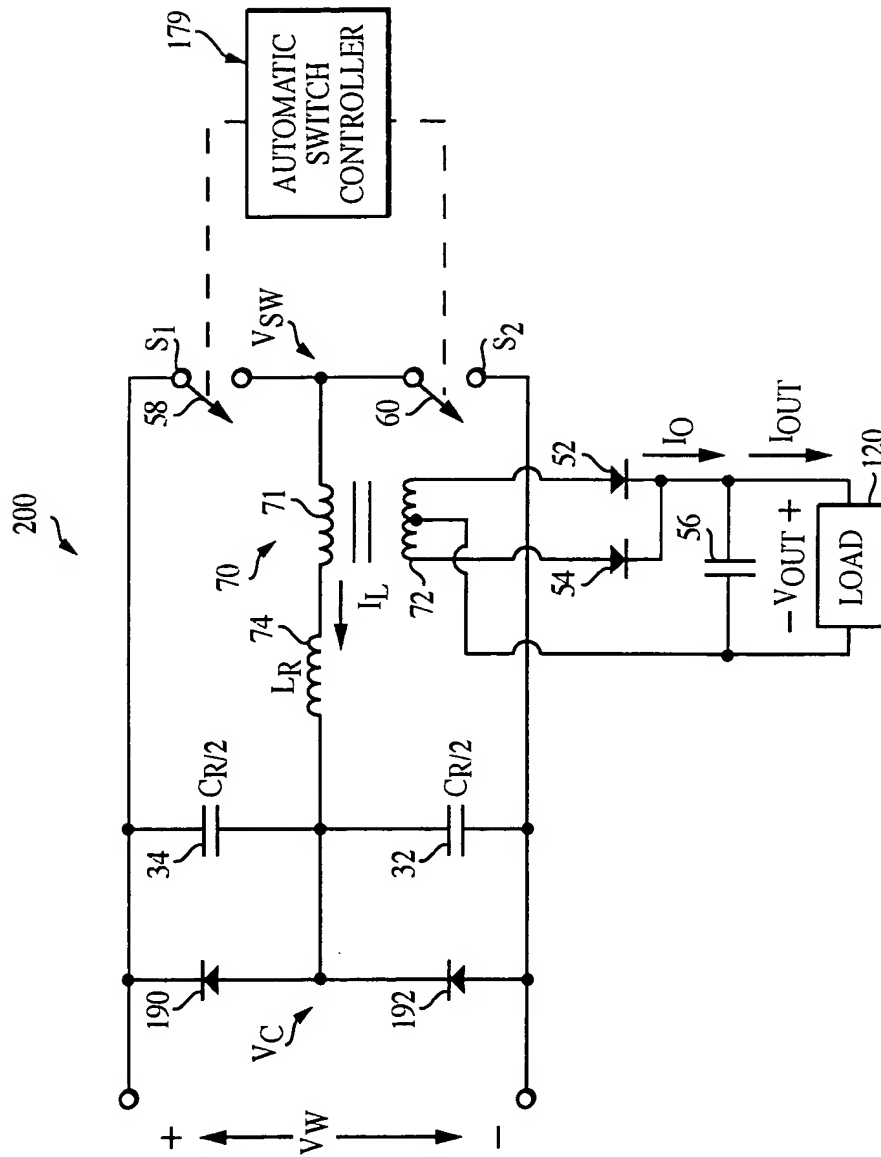 200
179
AUTOMATIC
SWITCH
CONTROLLER
S1
58
VSW
60
S2
70
71
72
IL
74
LR
CR/2
34
CR/2
32
190
VC
192
+
VW
−
52
54
IO
IOUT
56
− VOUT +
LOAD
120